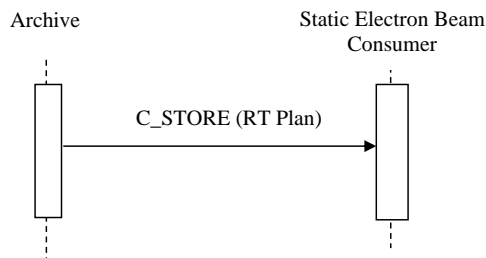 Archive
Static Electron Beam
Consumer
C_STORE (RT Plan)